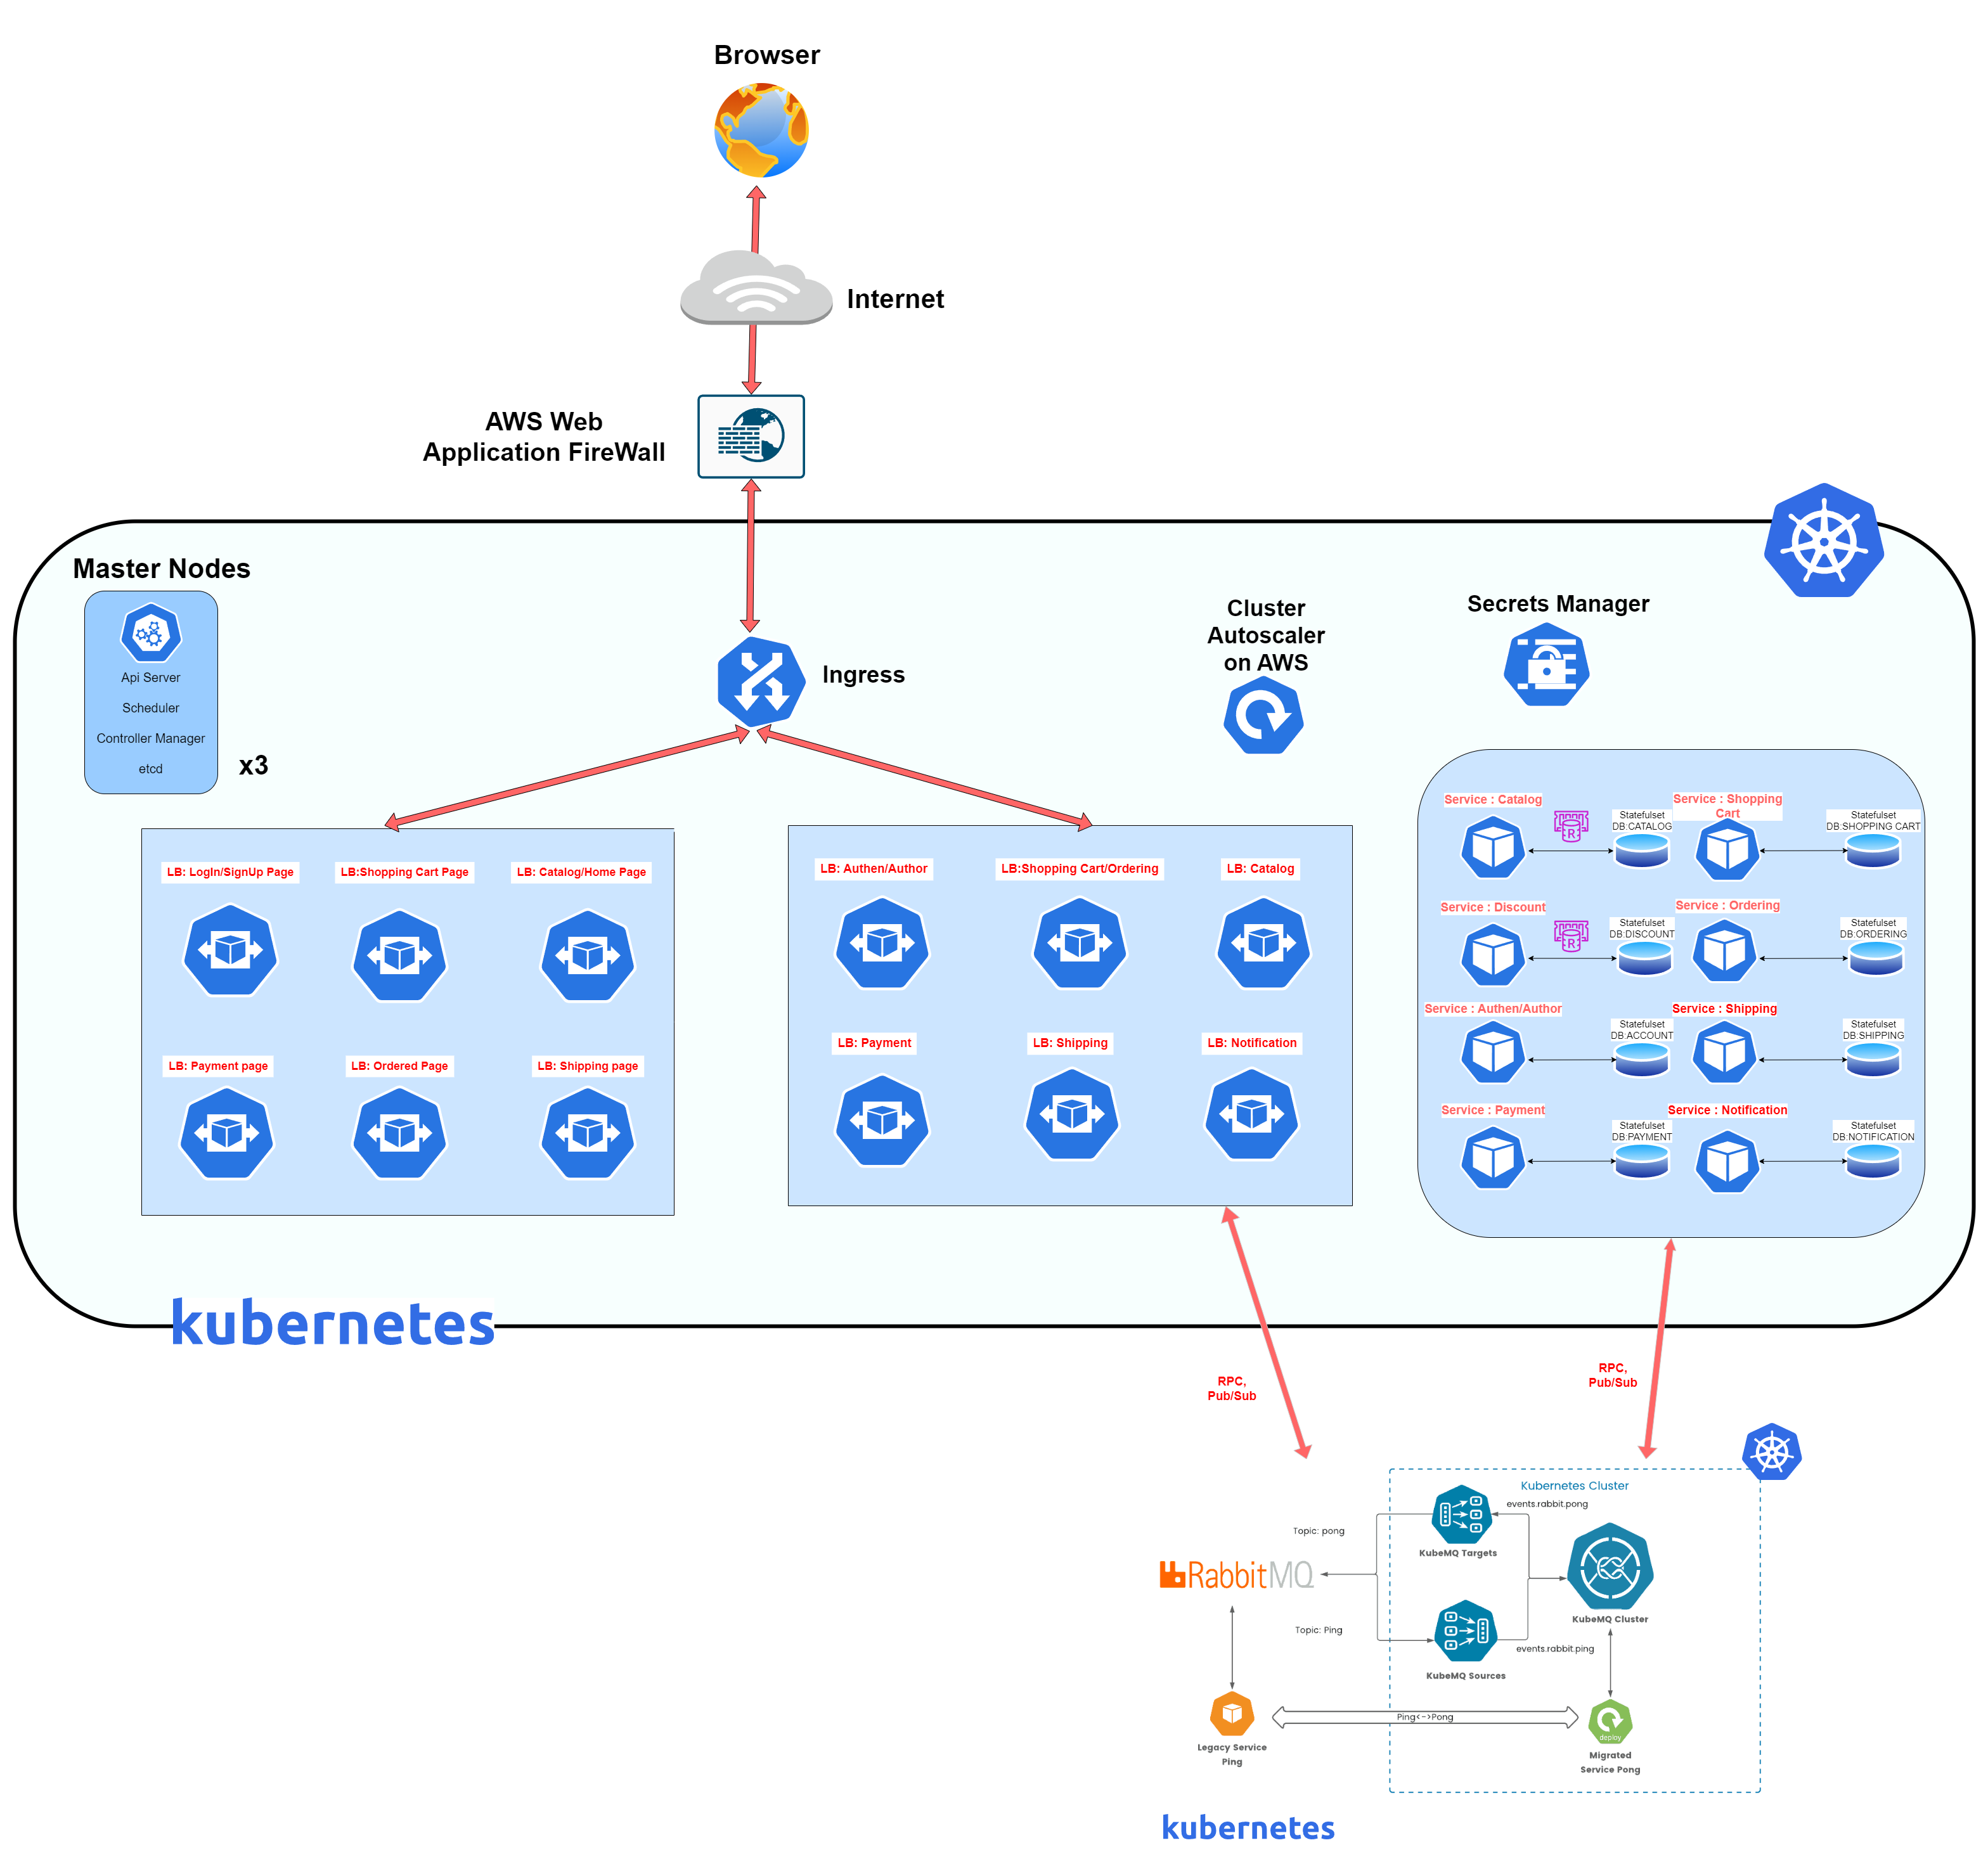 Browser
Internet
AWS Web
Application FireWall
Master Nodes
Api Server
Scheduler
Controller Manager
etcd
x3
Ingress
Cluster
Autoscaler
on AWS
Secrets Manager
LB: LogIn/SignUp Page
LB:Shopping Cart Page
LB: Catalog/Home Page
LB: Payment page
LB: Ordered Page
LB: Shipping page
LB: Authen/Author
LB:Shopping Cart/Ordering
LB: Catalog
LB: Payment
LB: Shipping
LB: Notification
Service : Catalog
R
Statefulset
DB:CATALOG
Service : Shopping
Cart
Statefulset
DB:SHOPPING CART
Service : Discount
R
Statefulset
DB:DISCOUNT
Service : Ordering
Statefulset
DB:ORDERING
Service : Authen/Author
Statefulset
DB:ACCOUNT
Service : Shipping
Statefulset
DB:SHIPPING
Service : Payment
Statefulset
DB:PAYMENT
Service : Notification
Statefulset
DB:NOTIFICATION
kubernetes
RPC,
Pub/Sub
RPC,
Pub/Sub
Kubernetes Cluster
events.rabbit.pong
Topic: pong
KubeMQ Targets
RabbitMQ
KubeMQ Cluster
Topic: Ping
events.rabbit.ping
KubeMQ Sources
Ping<->Pong
deploy
Legacy Service
Ping
Migrated
Service Pong
kubernetes